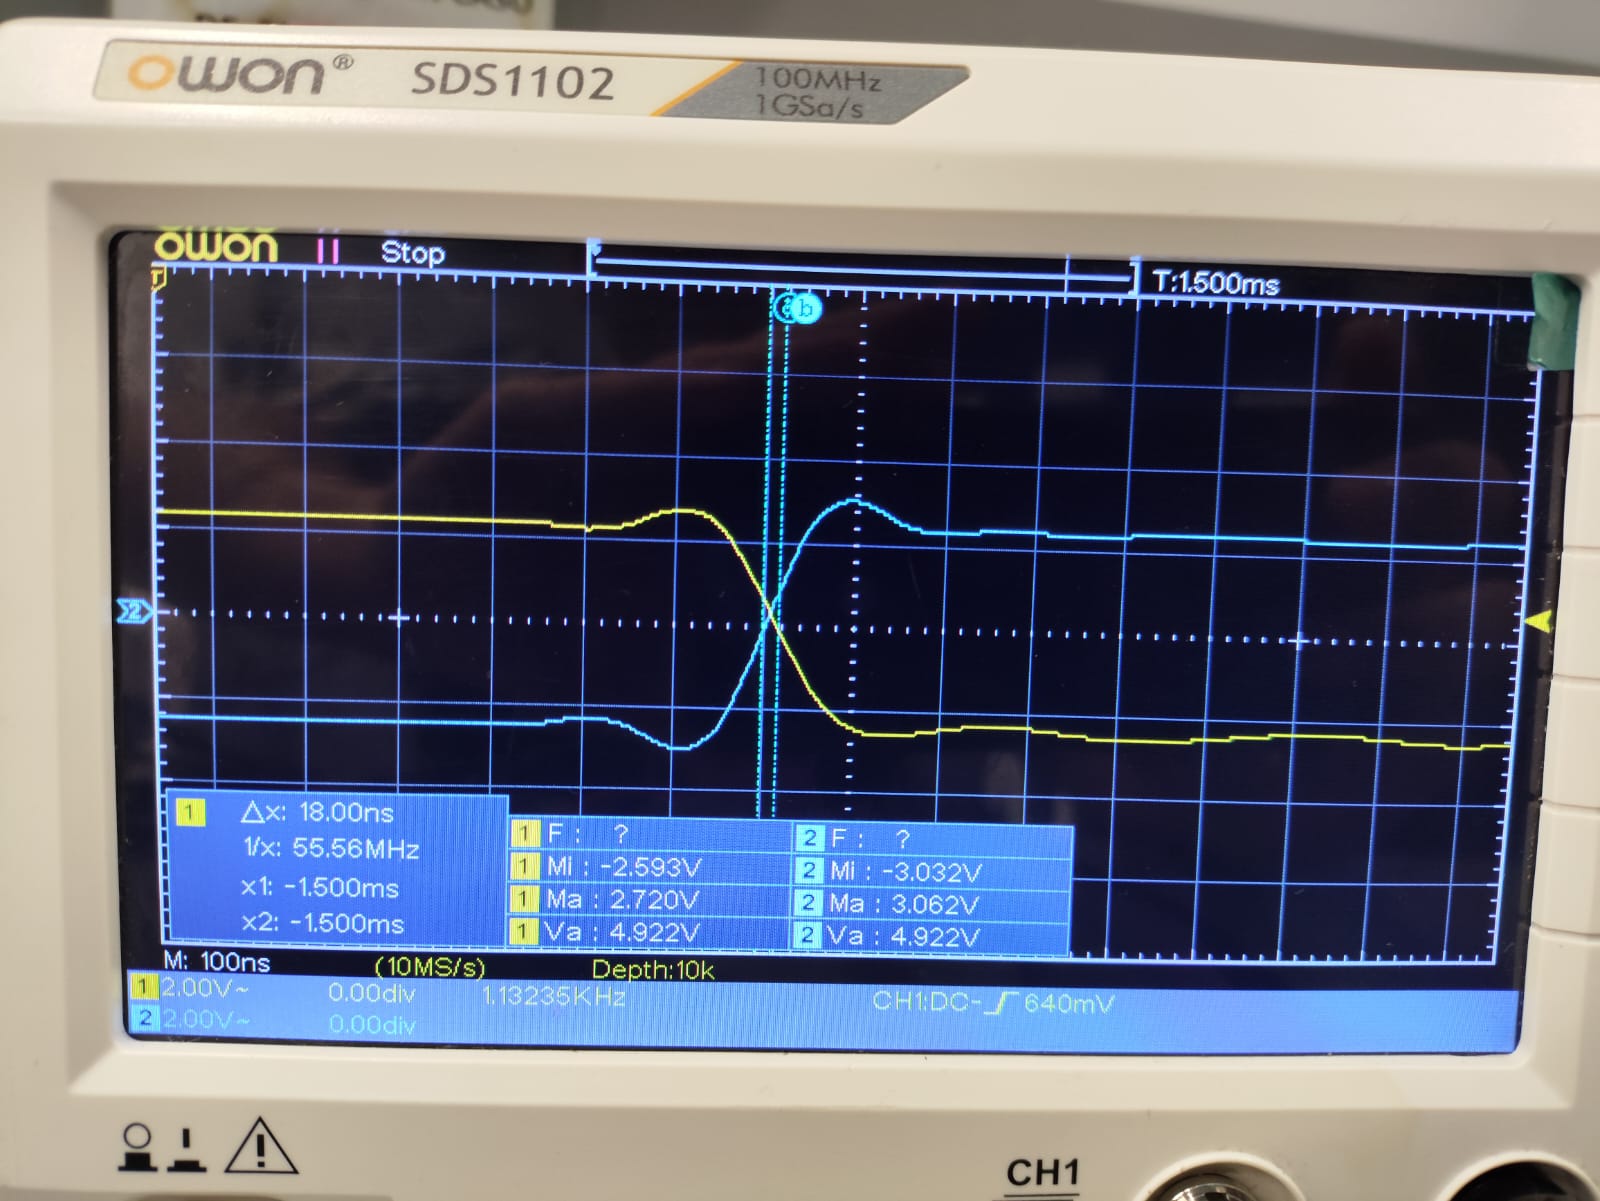 owon® SDS1102 100MHz
1GSa/s
owon Stop T:1.500ms
T
b
2
1 Δx: 18.00ns
1/x: 55.56MHz
x1: -1.500ms
x2: -1.500ms
1 F : ? 2 F : ?
1 Mi : -2.593V 2 Mi : -3.032V
1 Ma : 2.720V 2 Ma : 3.062V
1 Va : 4.922V 2 Va : 4.922V
M: 100ns (10MS/s) Depth:10k
1 2.00V~ 0.00div 1.13235KHz CH1:DC- 640mV
2 2.00V~ 0.00div
CH1